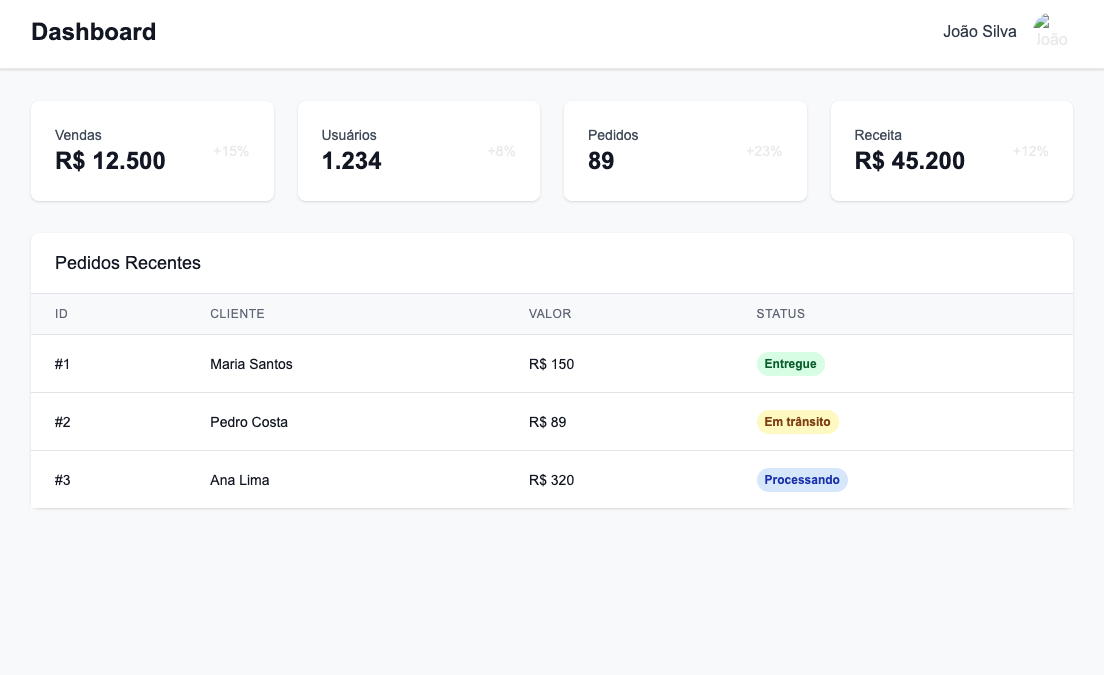 Dashboard
João Silva
João
Vendas
R$ 12.500
+15%
Usuários
1.234
+8%
Pedidos
89
+23%
Receita
R$ 45.200
+12%
Pedidos Recentes
ID CLIENTE VALOR STATUS
#1 Maria Santos R$ 150 Entregue
#2 Pedro Costa R$ 89 Em trânsito
#3 Ana Lima R$ 320 Processando